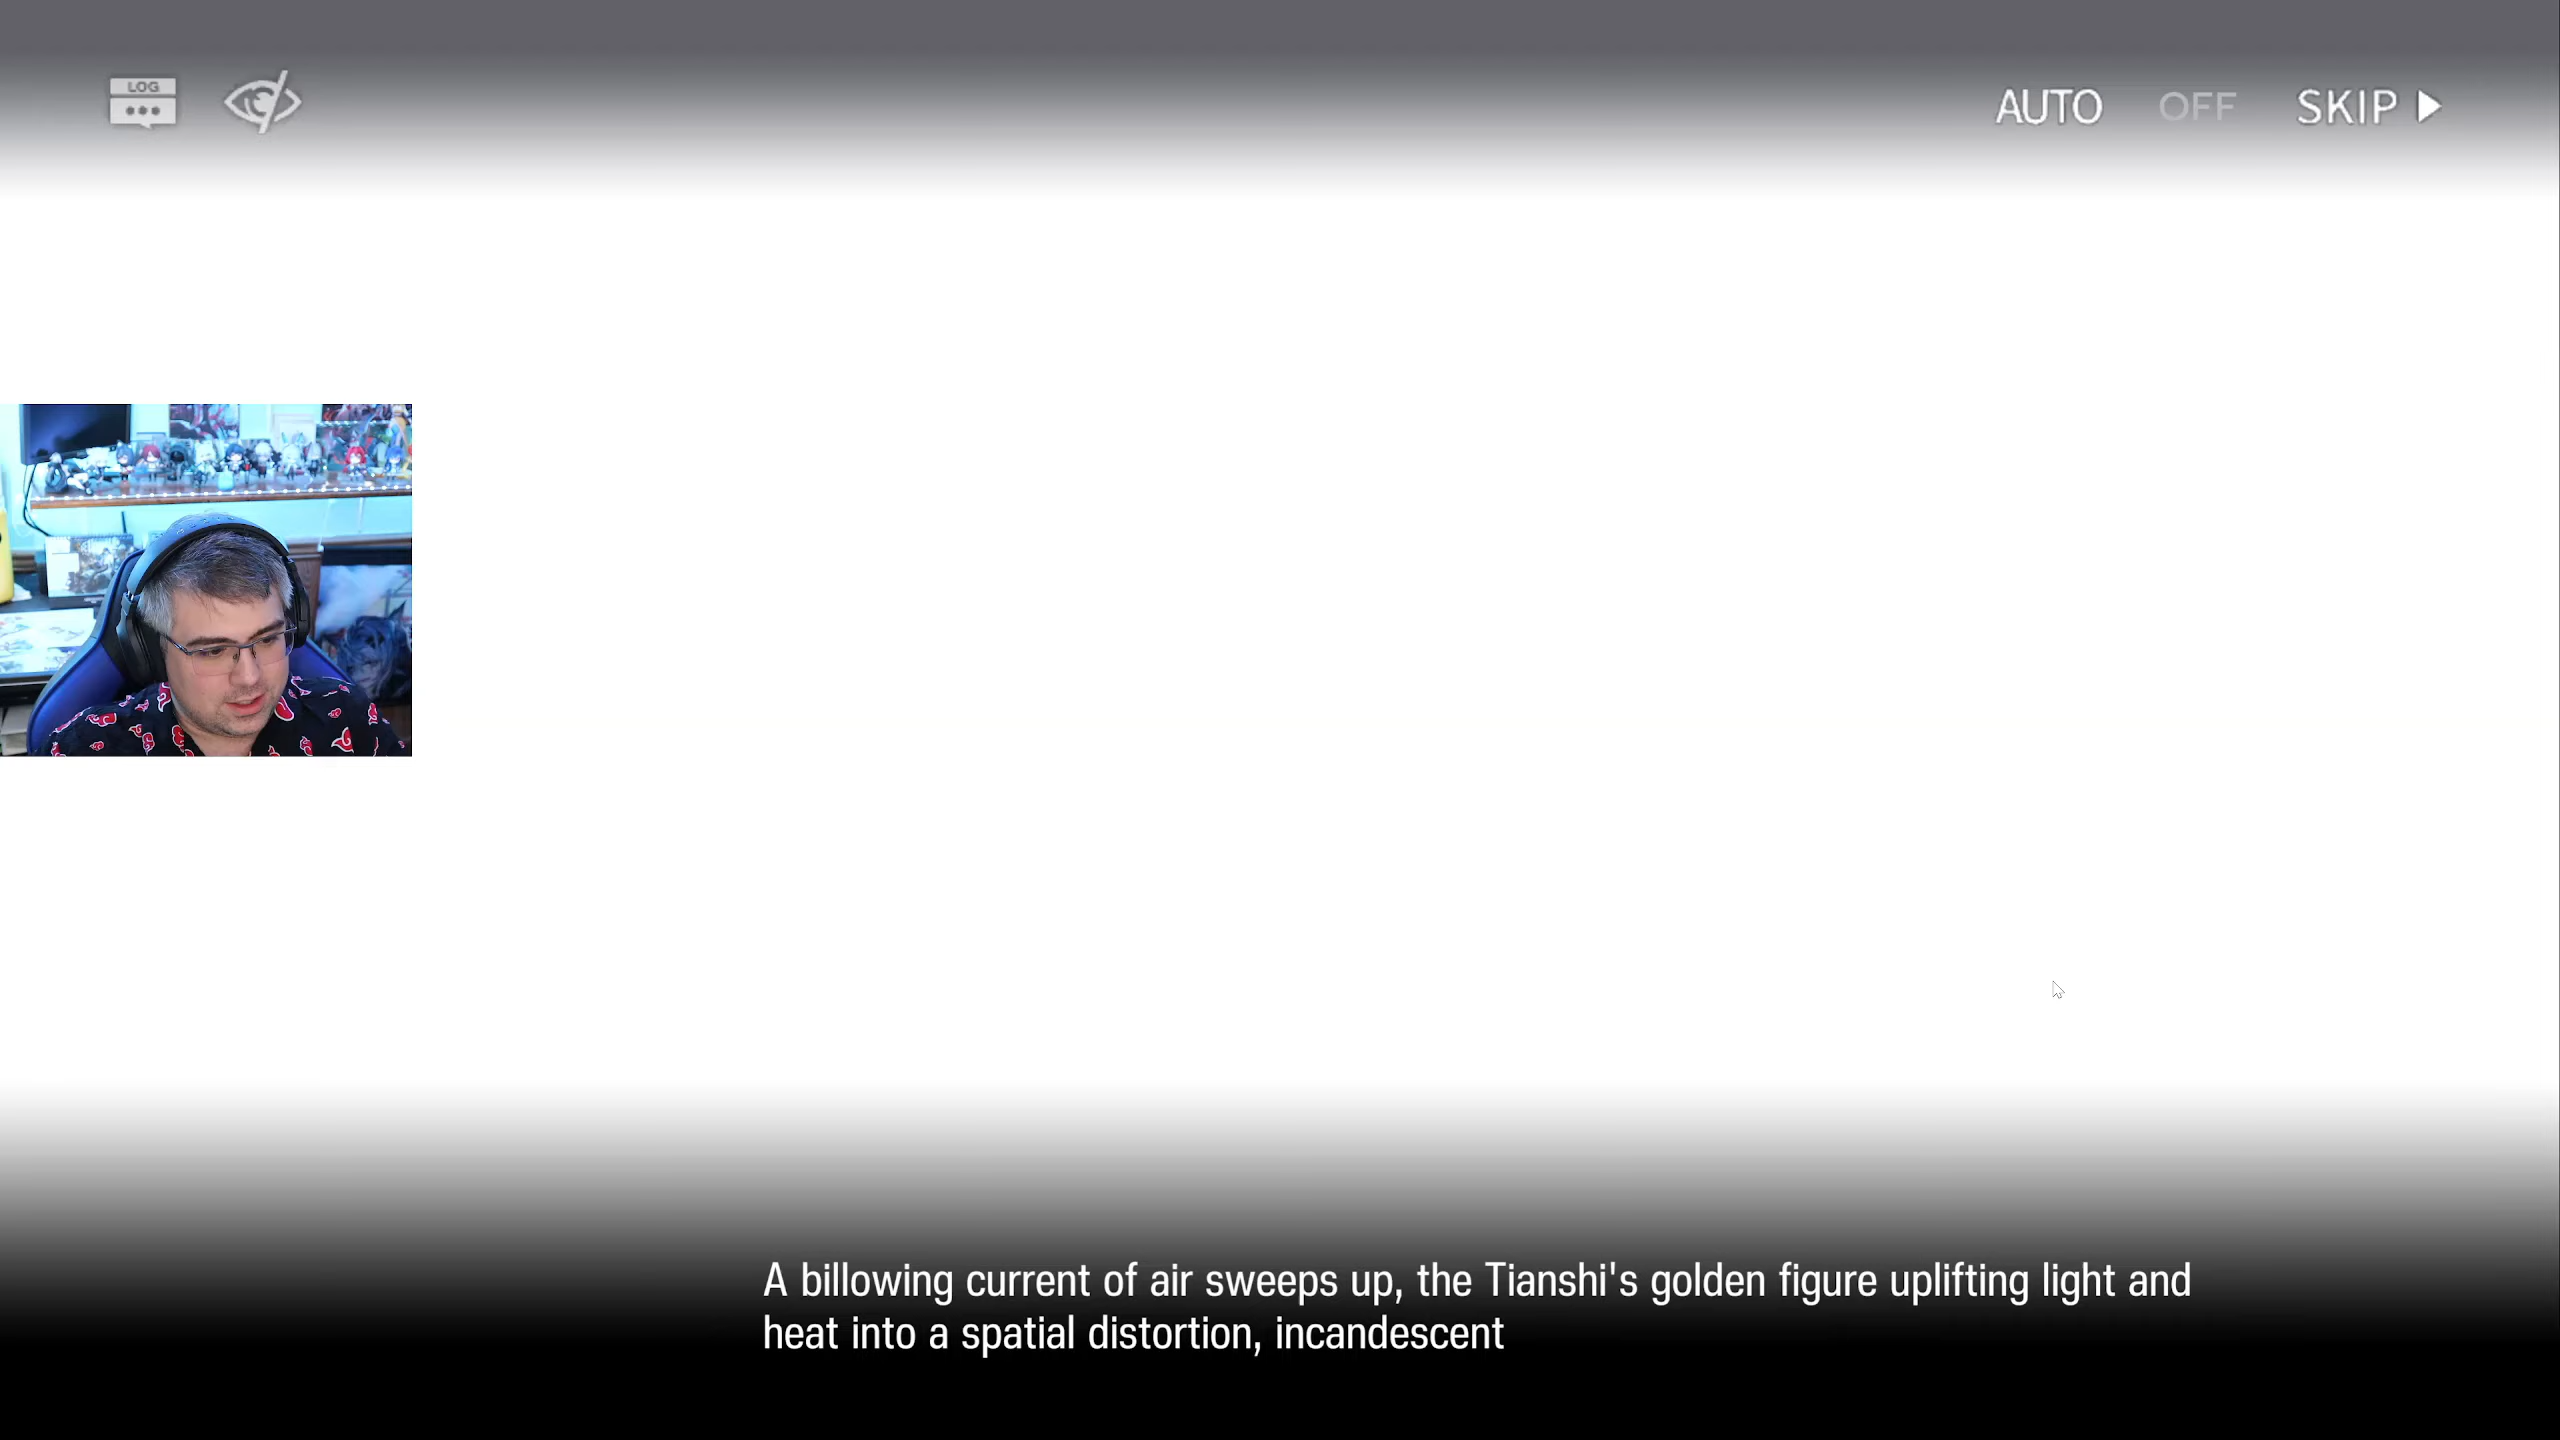 LOG
AUTO OFF SKIP
A billowing current of air sweeps up, the Tianshi's golden figure uplifting light and
heat into a spatial distortion, incandescent